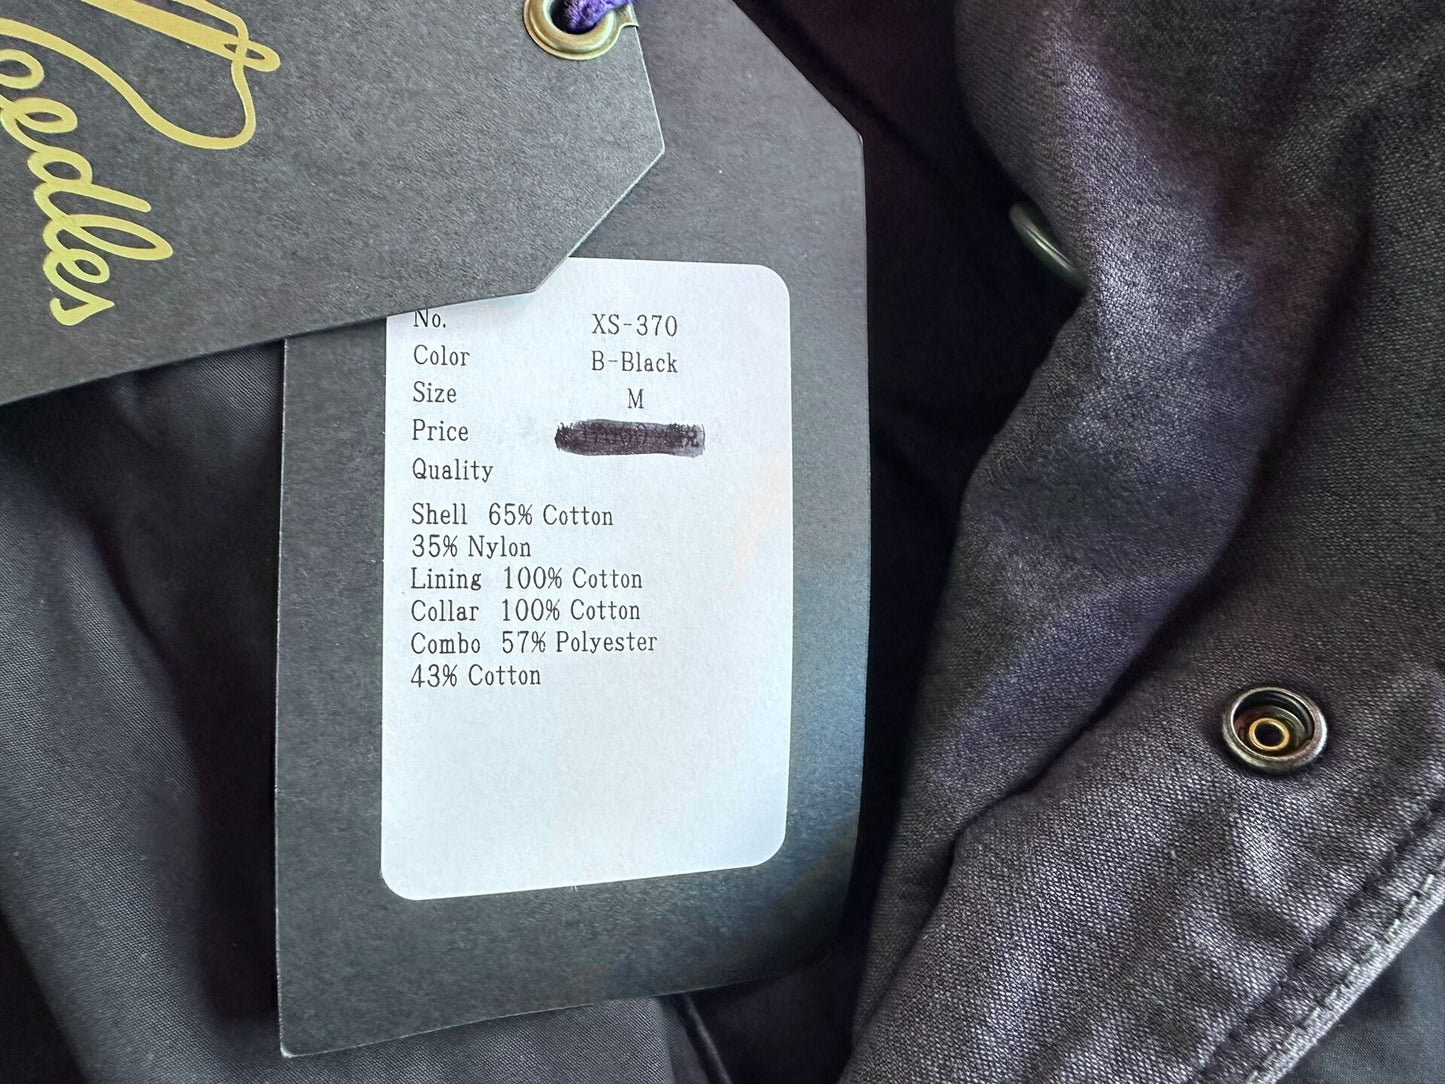 Needles
No. XS-370
Color B-Black
Size M
Price
Quality
Shell 65% Cotton
35% Nylon
Lining 100% Cotton
Collar 100% Cotton
Combo 57% Polyester
43% Cotton